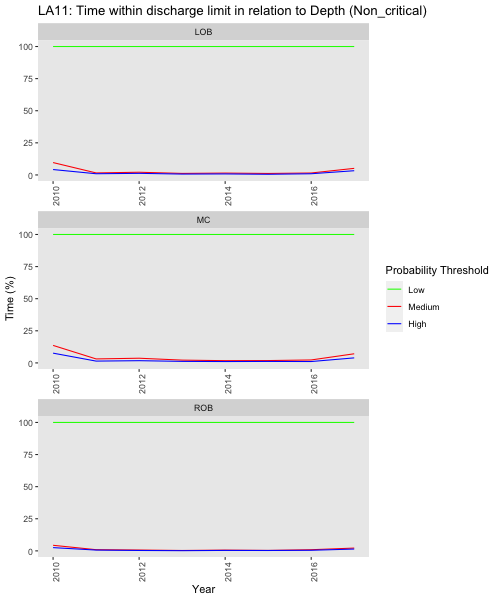 LA11: Time within discharge limit in relation to Depth (Non_critical)
LOB
100
75
50
25
0
2010
2012
2014
2016
MC
100
75
50
25
0
2010
2012
2014
2016
ROB
100
75
50
25
0
2010
2012
2014
2016
Time (%)
Year
Probability Threshold
Low
Medium
High